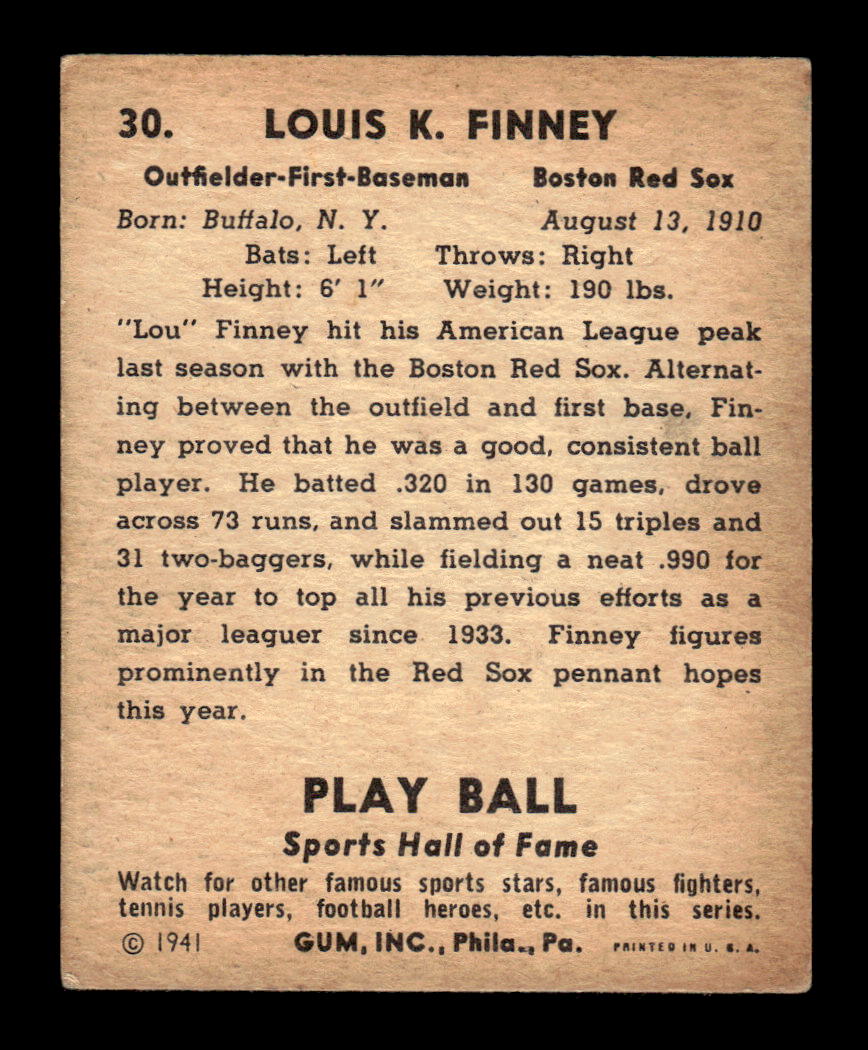 30. LOUIS K. FINNEY
Outfielder-First-Baseman Boston Red Sox
Born: Buffalo, N. Y. August 13, 1910
Bats: Left Throws: Right
Height: 6' 1" Weight: 190 lbs.
"Lou" Finney hit his American League peak
last season with the Boston Red Sox. Alternat-
ing between the outfield and first base, Fin-
ney proved that he was a good, consistent ball
player. He batted .320 in 130 games, drove
across 73 runs, and slammed out 15 triples and
31 two-baggers, while fielding a neat .990 for
the year to top all his previous efforts as a
major leaguer since 1933. Finney figures
prominently in the Red Sox pennant hopes
this year.
PLAY BALL
Sports Hall of Fame
Watch for other famous sports stars, famous fighters,
tennis players, football heroes, etc. in this series.
© 1941 GUM, INC., Phila., Pa. PRINTED IN U. S. A.